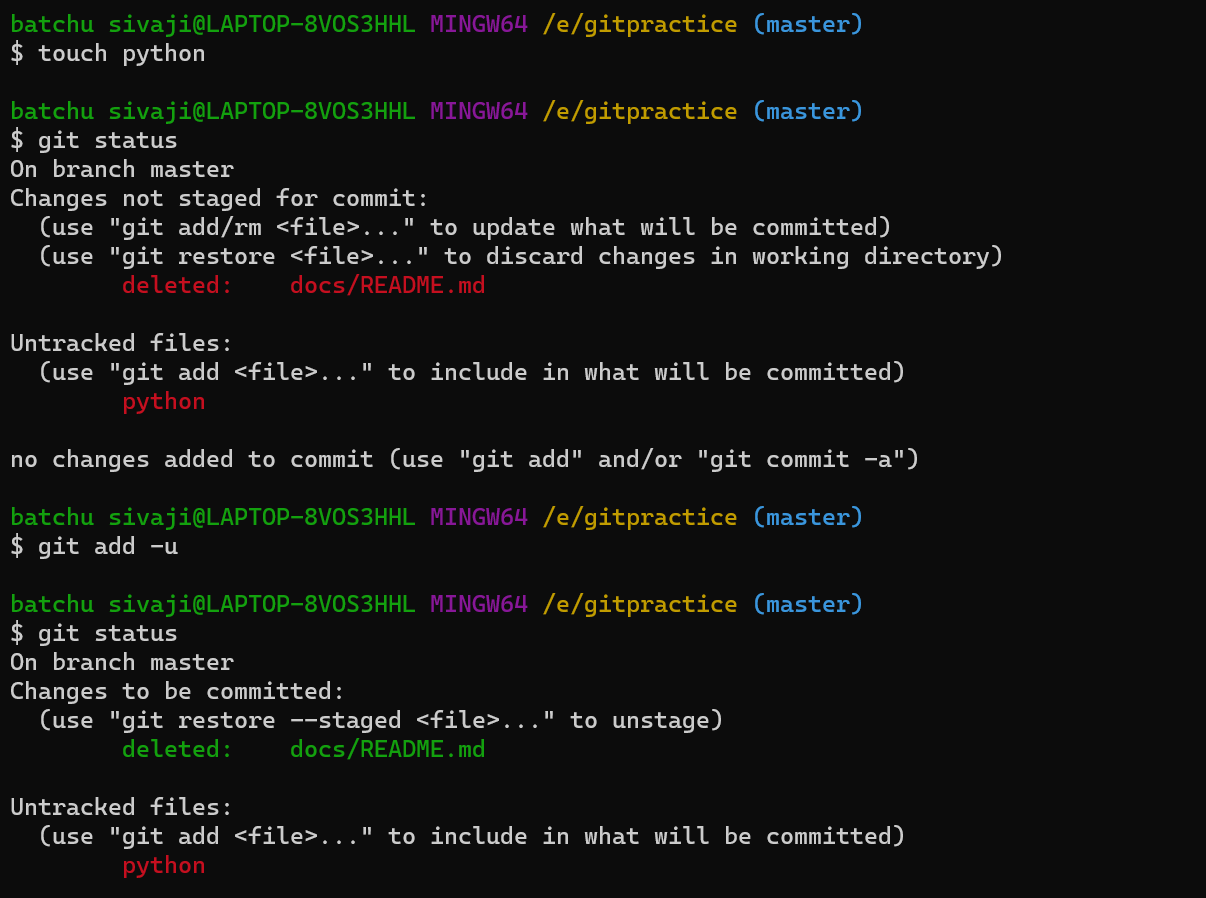 batchu sivaji@LAPTOP-8VOS3HHL MINGW64 /e/gitpractice (master)
$ touch python
batchu sivaji@LAPTOP-8VOS3HHL MINGW64 /e/gitpractice (master)
$ git status
On branch master
Changes not staged for commit:
  (use "git add/rm <file>..." to update what will be committed)
  (use "git restore <file>..." to discard changes in working directory)
        deleted:    docs/README.md
Untracked files:
  (use "git add <file>..." to include in what will be committed)
        python
no changes added to commit (use "git add" and/or "git commit -a")
batchu sivaji@LAPTOP-8VOS3HHL MINGW64 /e/gitpractice (master)
$ git add -u
batchu sivaji@LAPTOP-8VOS3HHL MINGW64 /e/gitpractice (master)
$ git status
On branch master
Changes to be committed:
  (use "git restore --staged <file>..." to unstage)
        deleted:    docs/README.md
Untracked files:
  (use "git add <file>..." to include in what will be committed)
        python